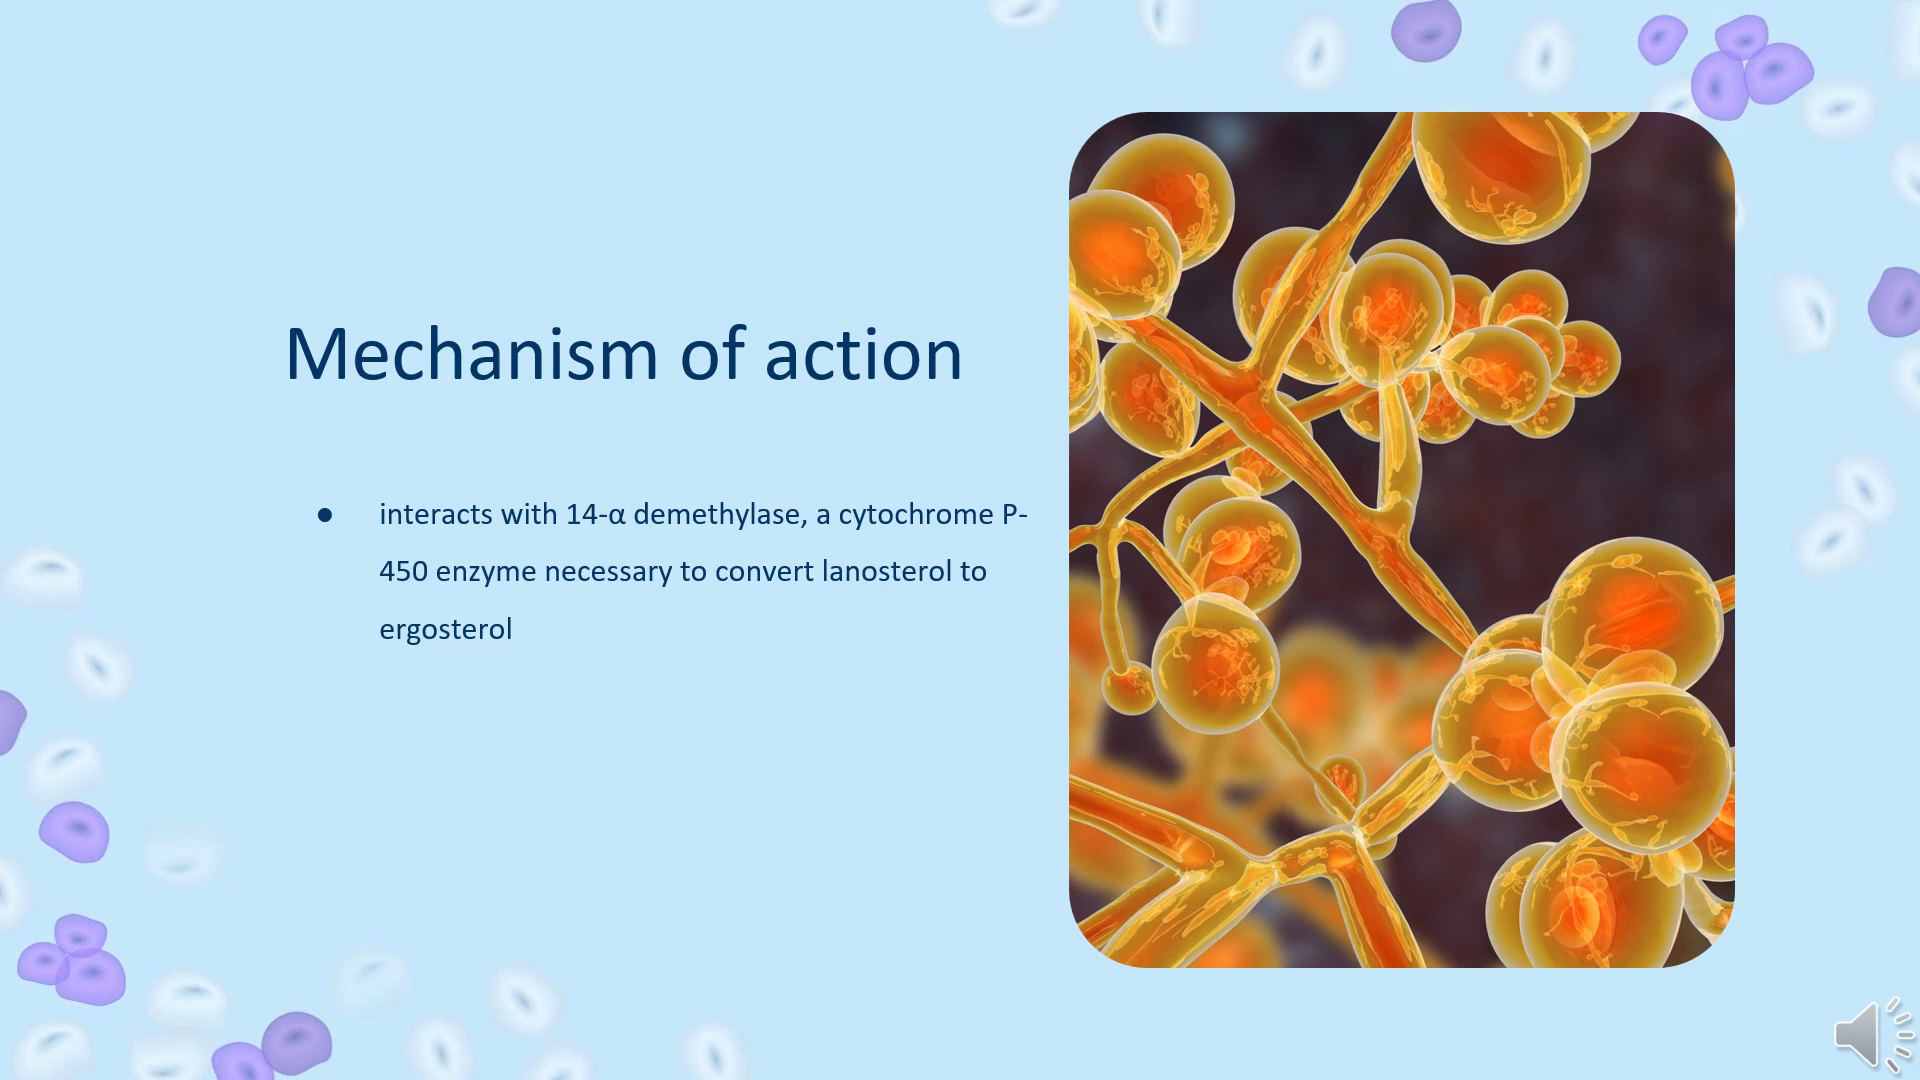 Mechanism of action
● interacts with 14-α demethylase, a cytochrome P-
450 enzyme necessary to convert lanosterol to
ergosterol